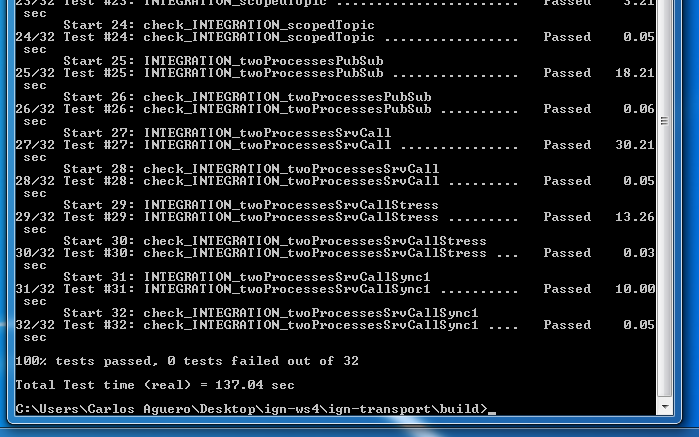 23/32 Test #23: INTEGRATION_scopedTopic ....................... Passed 3.21
sec
Start 24: check_INTEGRATION_scopedTopic
24/32 Test #24: check_INTEGRATION_scopedTopic ................. Passed 0.05
sec
Start 25: INTEGRATION_twoProcessesPubSub
25/32 Test #25: INTEGRATION_twoProcessesPubSub ................ Passed 18.21
sec
Start 26: check_INTEGRATION_twoProcessesPubSub
26/32 Test #26: check_INTEGRATION_twoProcessesPubSub .......... Passed 0.06
sec
Start 27: INTEGRATION_twoProcessesSrvCall
27/32 Test #27: INTEGRATION_twoProcessesSrvCall ............... Passed 30.21
sec
Start 28: check_INTEGRATION_twoProcessesSrvCall
28/32 Test #28: check_INTEGRATION_twoProcessesSrvCall ......... Passed 0.05
sec
Start 29: INTEGRATION_twoProcessesSrvCallStress
29/32 Test #29: INTEGRATION_twoProcessesSrvCallStress ......... Passed 13.26
sec
Start 30: check_INTEGRATION_twoProcessesSrvCallStress
30/32 Test #30: check_INTEGRATION_twoProcessesSrvCallStress ... Passed 0.03
sec
Start 31: INTEGRATION_twoProcessesSrvCallSync1
31/32 Test #31: INTEGRATION_twoProcessesSrvCallSync1 .......... Passed 10.00
sec
Start 32: check_INTEGRATION_twoProcessesSrvCallSync1
32/32 Test #32: check_INTEGRATION_twoProcessesSrvCallSync1 .... Passed 0.05
sec
100% tests passed, 0 tests failed out of 32
Total Test time (real) = 137.04 sec
C:\Users\Carlos Aguero\Desktop\ign-ws4\ign-transport\build>_